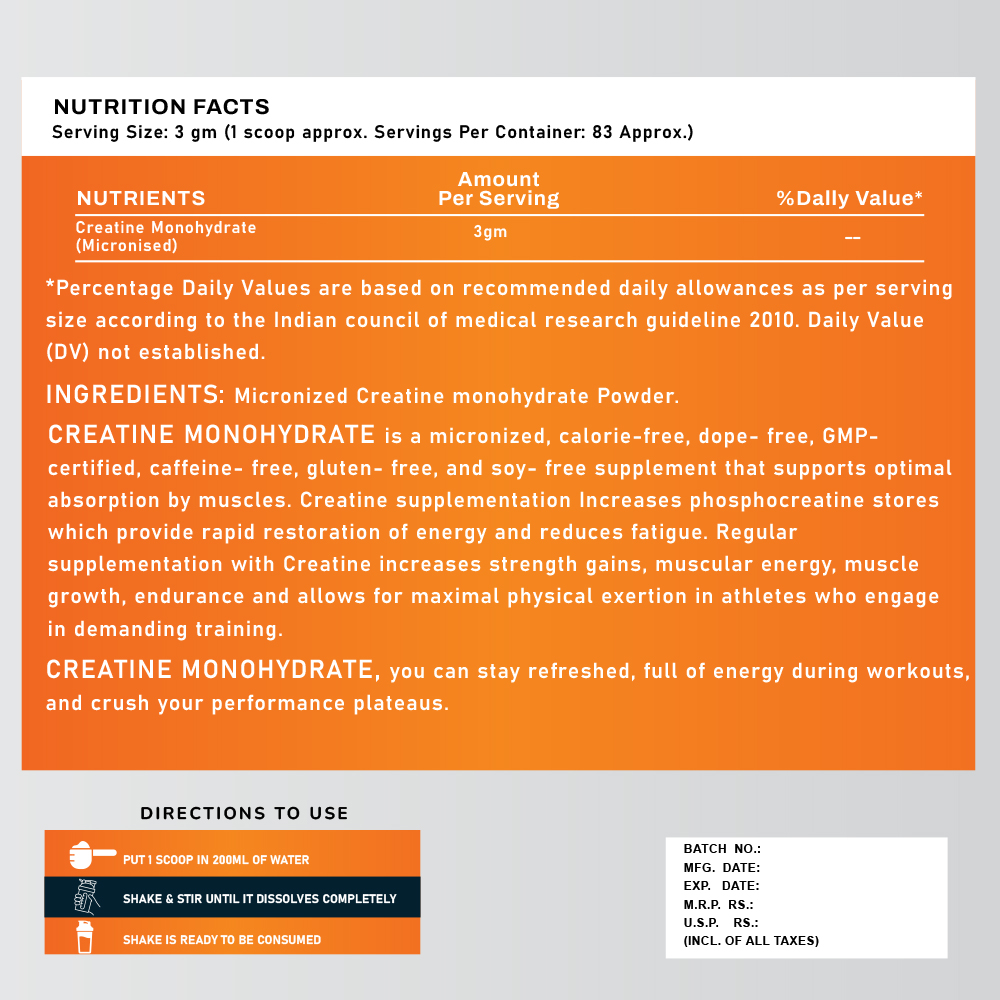 NUTRITION FACTS
Serving Size: 3 gm (1 scoop approx. Servings Per Container: 83 Approx.)
NUTRIENTS Amount Per Serving %Dally Value*
Creatine Monohydrate 3gm __
(Micronised)
*Percentage Daily Values are based on recommended daily allowances as per serving
size according to the Indian council of medical research guideline 2010. Daily Value
(DV) not established.
INGREDIENTS: Micronized Creatine monohydrate Powder.
CREATINE MONOHYDRATE is a micronized, calorie-free, dope- free, GMP-
certified, caffeine- free, gluten- free, and soy- free supplement that supports optimal
absorption by muscles. Creatine supplementation Increases phosphocreatine stores
which provide rapid restoration of energy and reduces fatigue. Regular
supplementation with Creatine increases strength gains, muscular energy, muscle
growth, endurance and allows for maximal physical exertion in athletes who engage
in demanding training.
CREATINE MONOHYDRATE, you can stay refreshed, full of energy during workouts,
and crush your performance plateaus.
DIRECTIONS TO USE
PUT 1 SCOOP IN 200ML OF WATER
SHAKE & STIR UNTIL IT DISSOLVES COMPLETELY
SHAKE IS READY TO BE CONSUMED
BATCH NO.:
MFG. DATE:
EXP. DATE:
M.R.P. RS.:
U.S.P. RS.:
(INCL. OF ALL TAXES)